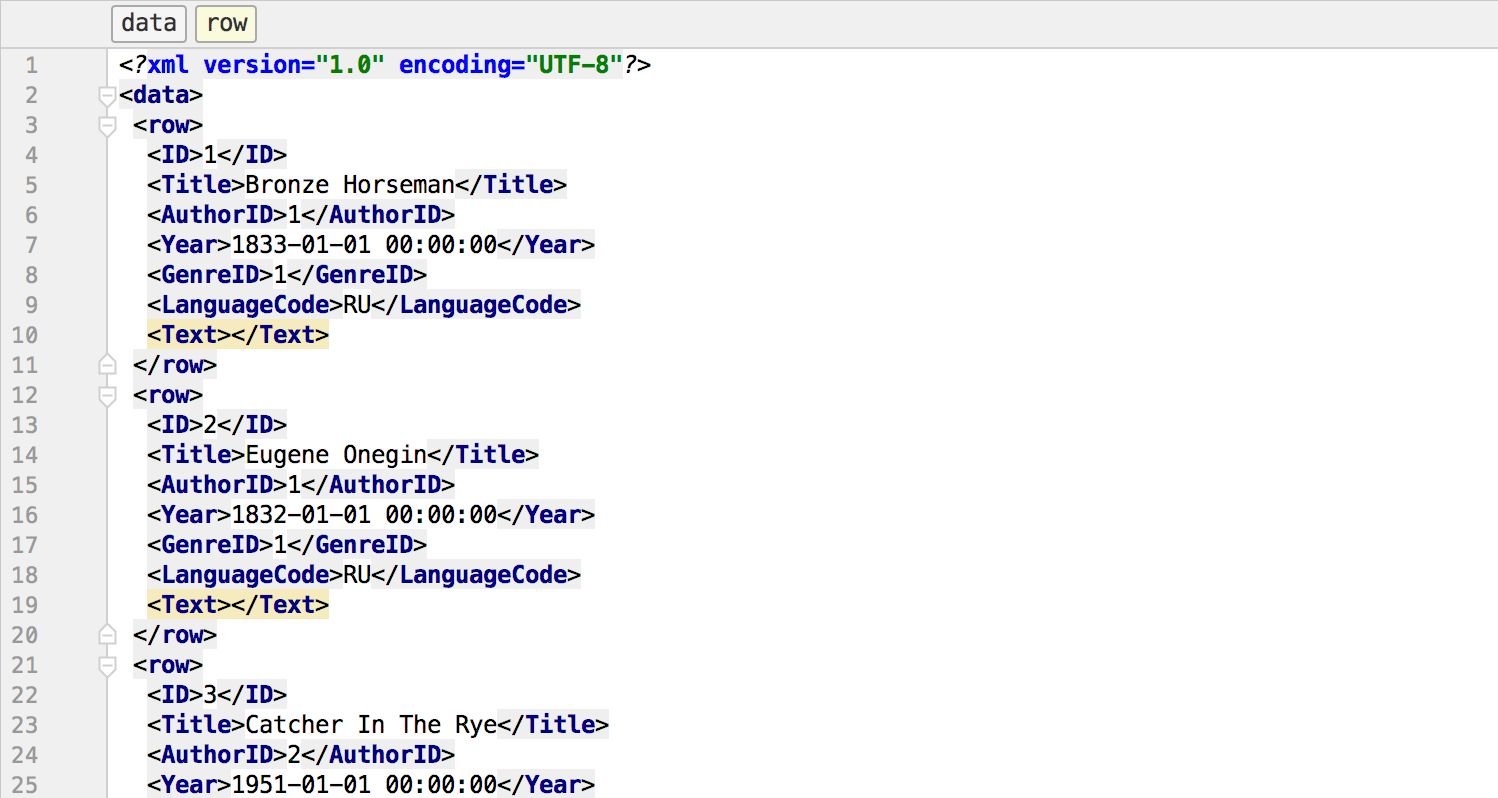 data row
1 <?xml version="1.0" encoding="UTF-8"?>
2 <data>
3 <row>
4 <ID>1</ID>
5 <Title>Bronze Horseman</Title>
6 <AuthorID>1</AuthorID>
7 <Year>1833-01-01 00:00:00</Year>
8 <GenreID>1</GenreID>
9 <LanguageCode>RU</LanguageCode>
10 <Text></Text>
11 </row>
12 <row>
13 <ID>2</ID>
14 <Title>Eugene Onegin</Title>
15 <AuthorID>1</AuthorID>
16 <Year>1832-01-01 00:00:00</Year>
17 <GenreID>1</GenreID>
18 <LanguageCode>RU</LanguageCode>
19 <Text></Text>
20 </row>
21 <row>
22 <ID>3</ID>
23 <Title>Catcher In The Rye</Title>
24 <AuthorID>2</AuthorID>
25 <Year>1951-01-01 00:00:00</Year>